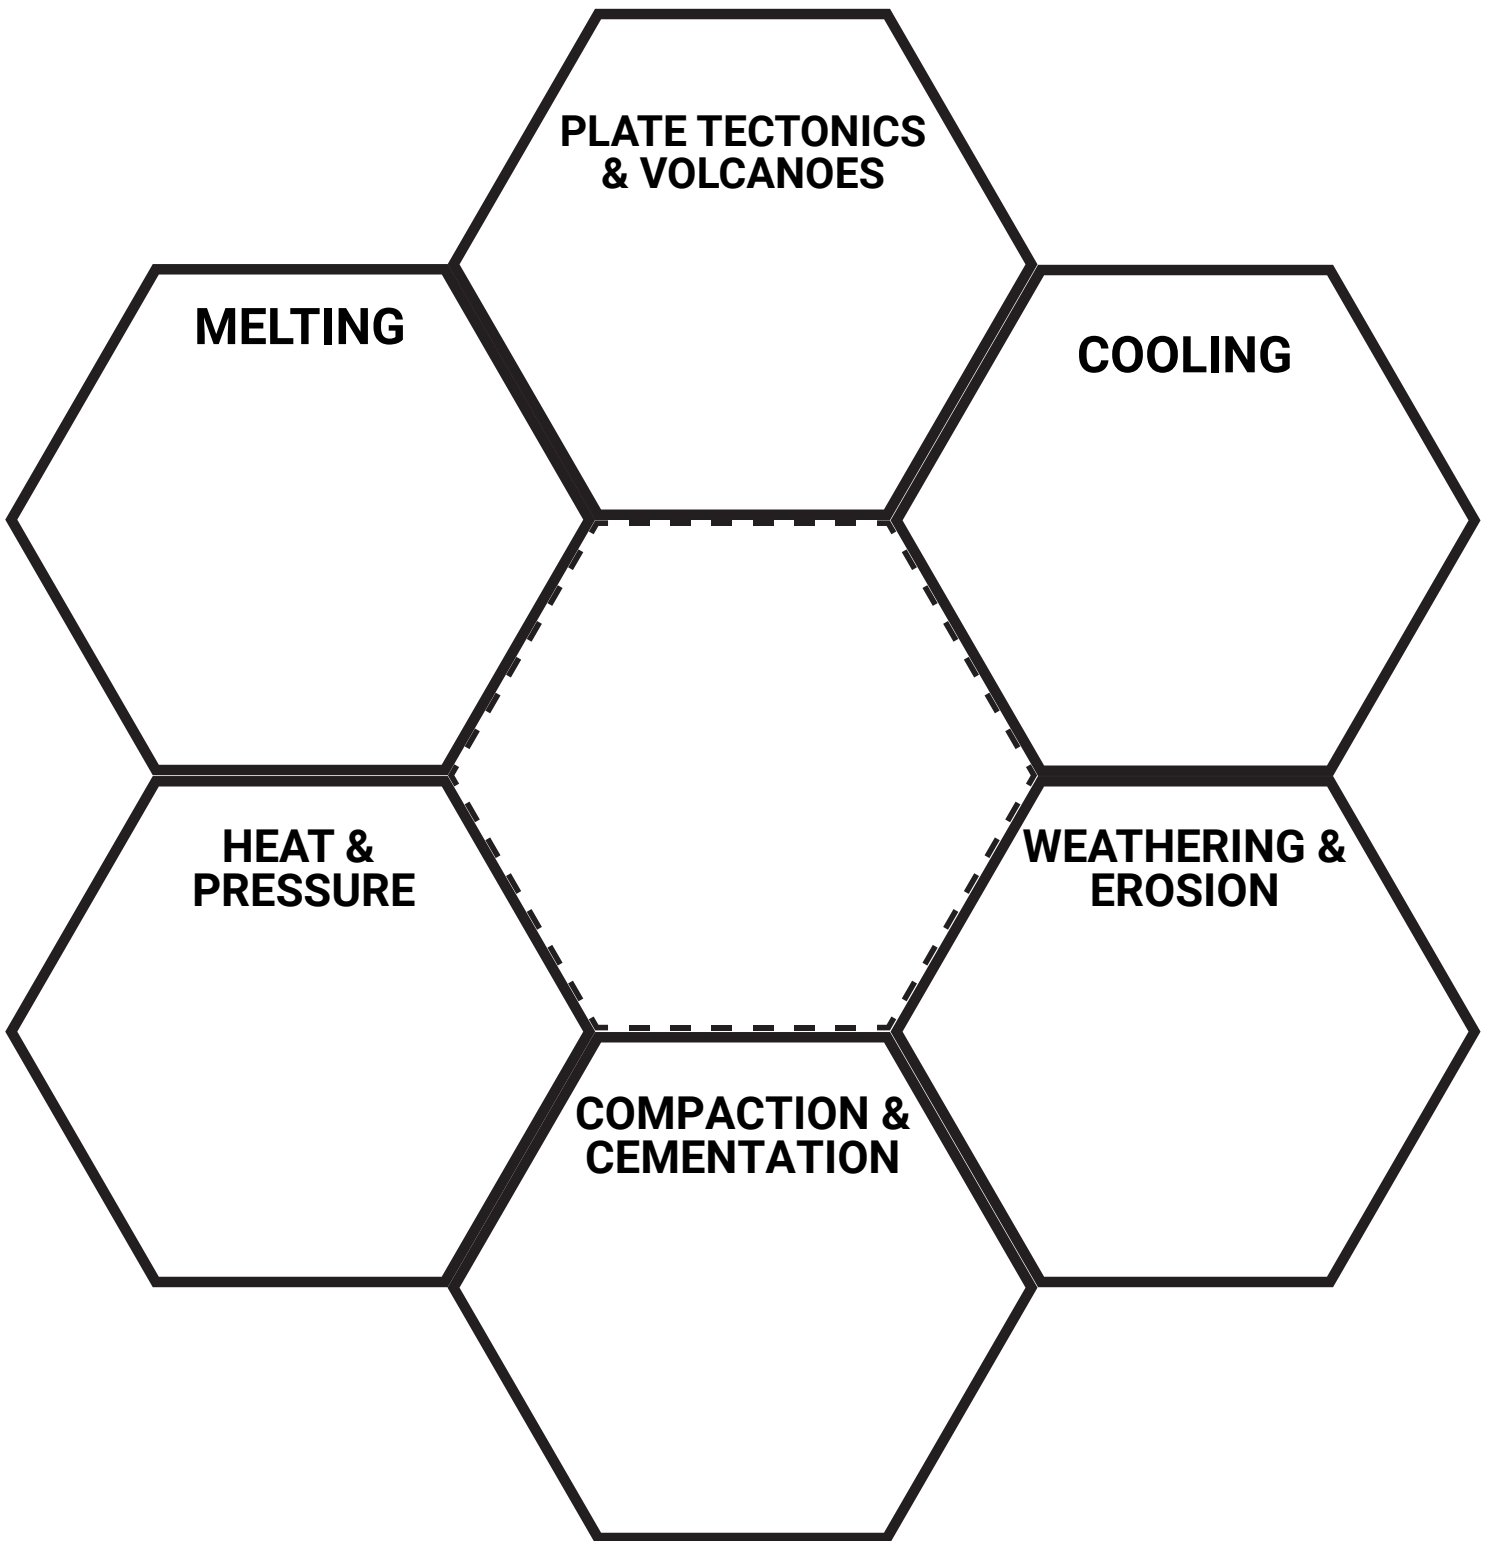 PLATE TECTONICS
& VOLCANOES
MELTING
COOLING
HEAT &
PRESSURE
WEATHERING &
EROSION
COMPACTION &
CEMENTATION